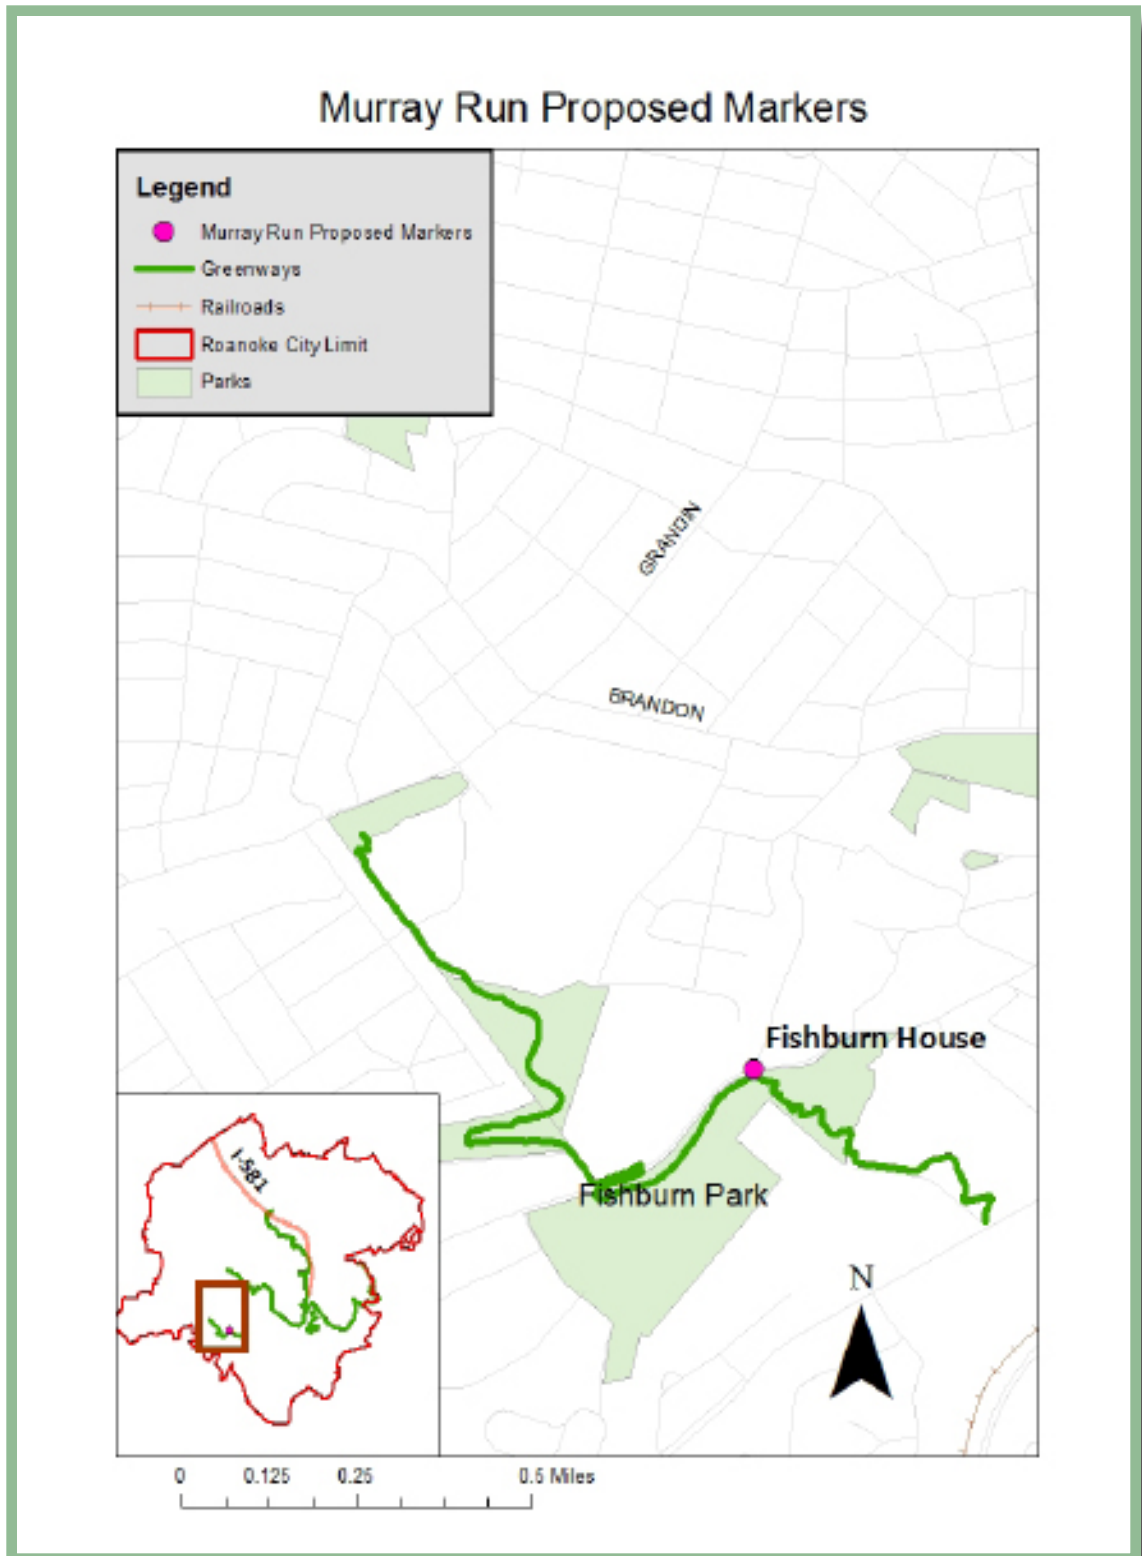 Murray Run Proposed Markers
Legend
Murray Run Proposed Markers
Greenways
Railroads
Roanoke City Limit
Parks
GRANDIN
BRANDON
Fishburn House
Fishburn Park
I-581
N
0 0.125 0.25 0.5 Miles